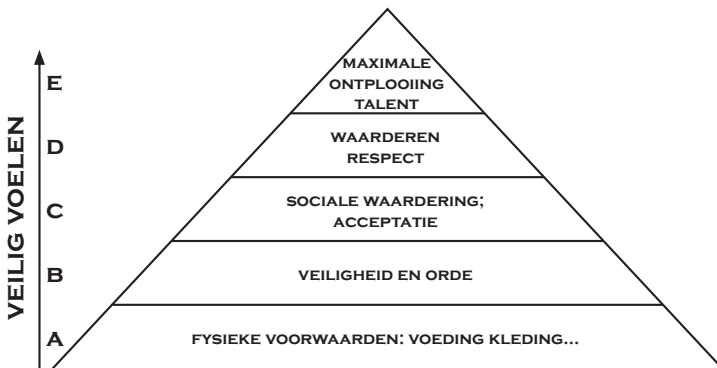 MAXIMALE
ONTPLOOIING
TALENT
E
WAARDEREN
RESPECT
D
SOCIALE WAARDERING;
ACCEPTATIE
C
VEILIGHEID EN ORDE
B
FYSIEKE VOORWAARDEN: VOEDING KLEDING...
A
VEILIG VOELEN